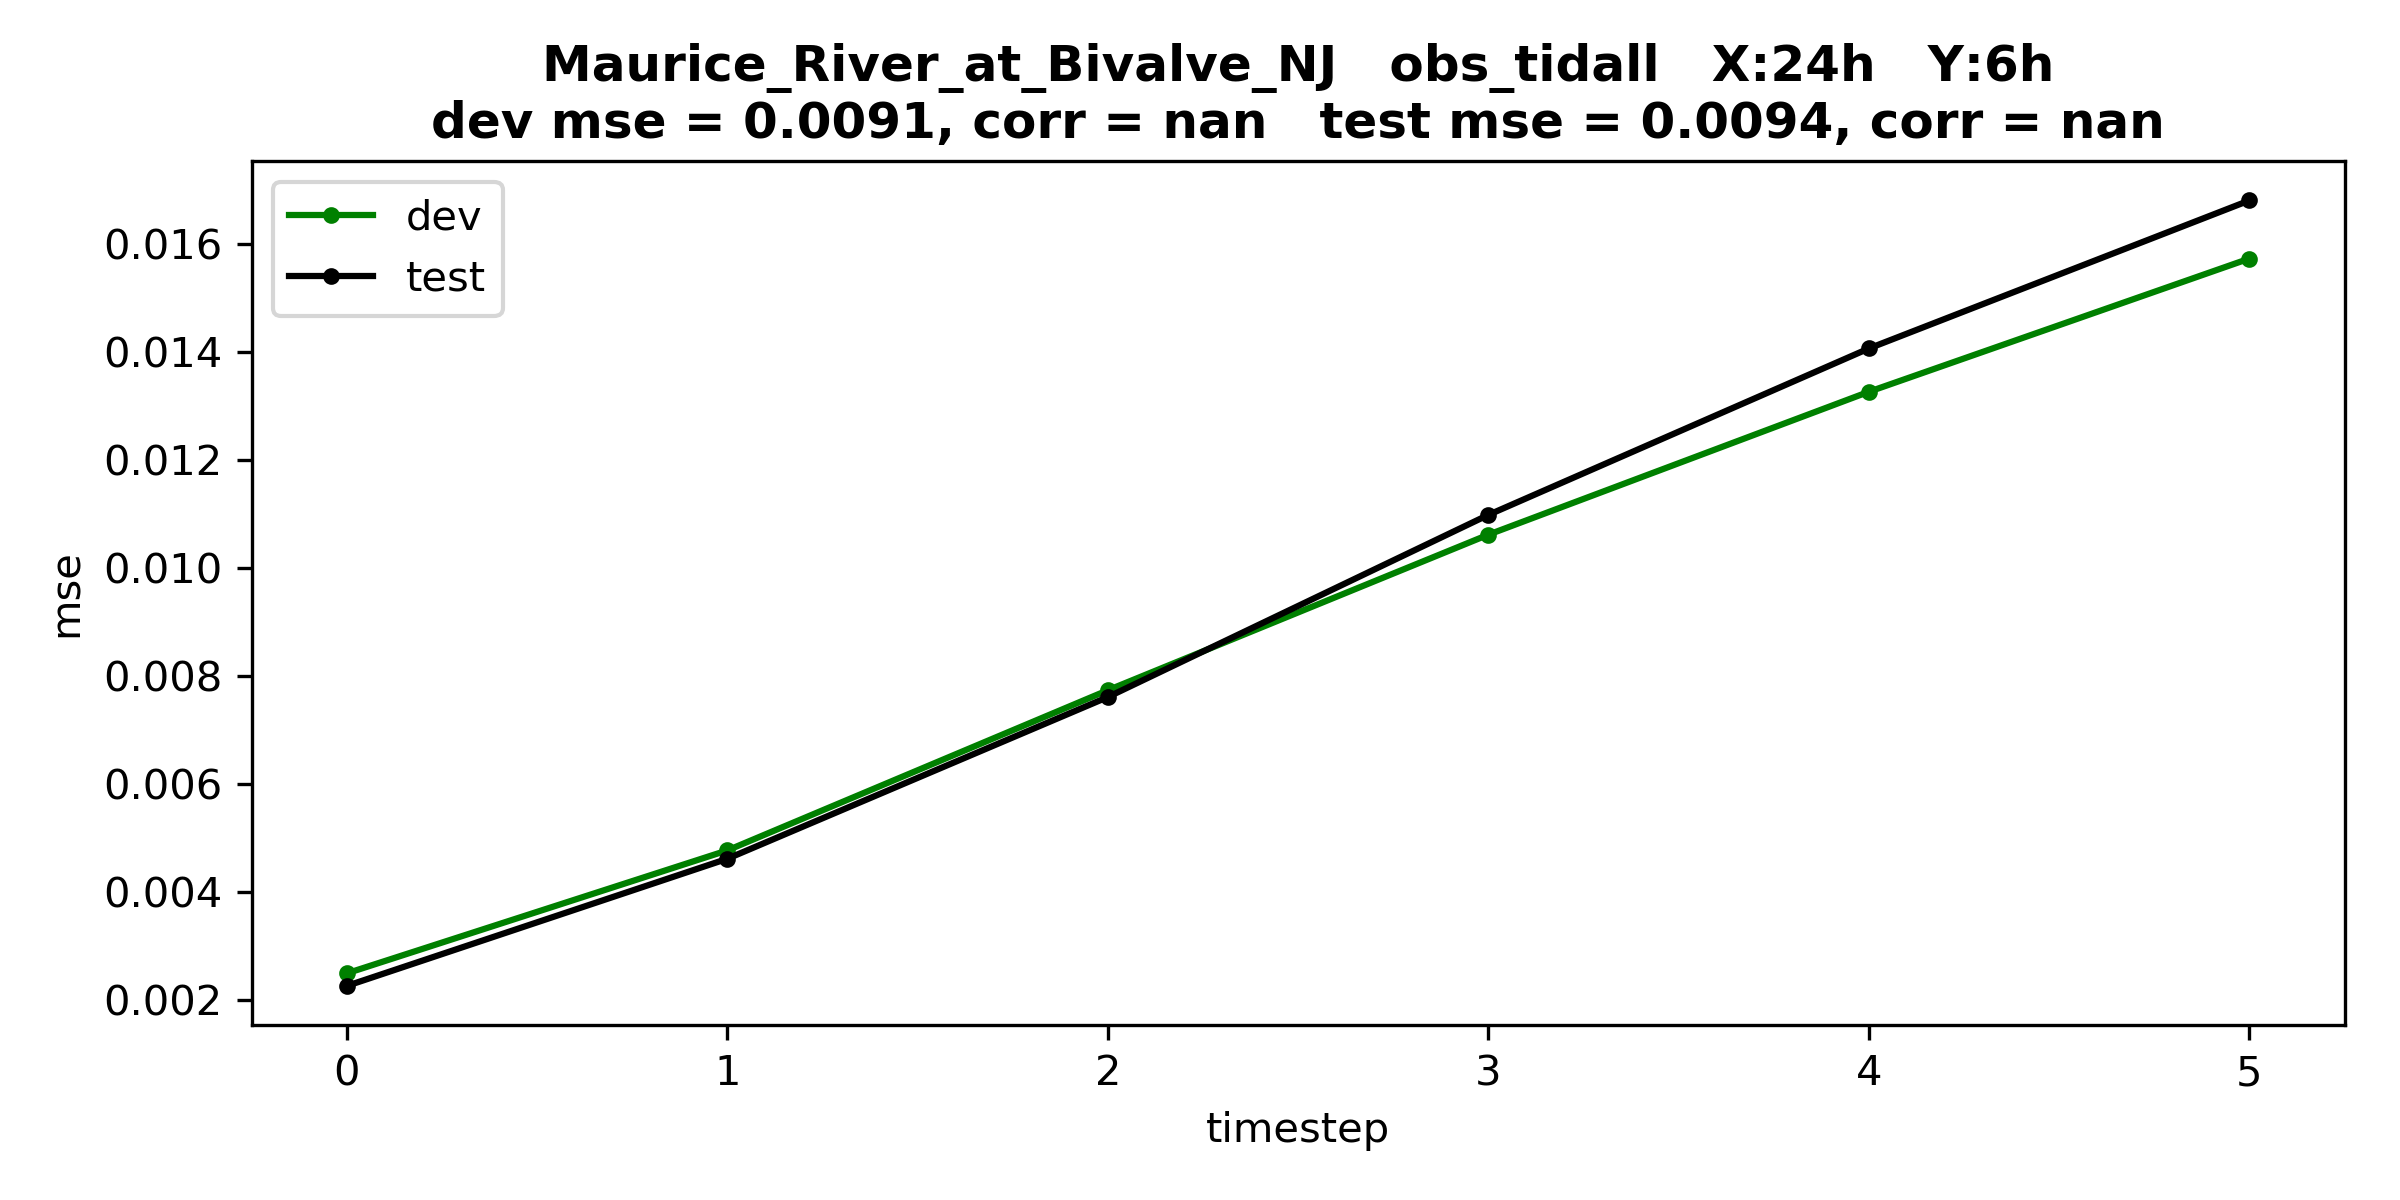 Maurice_River_at_Bivalve_NJ   obs_tidall   X:24h   Y:6h
dev mse = 0.0091, corr = nan   test mse = 0.0094, corr = nan
dev
test
0.016
0.014
0.012
0.010
0.008
0.006
0.004
0.002
mse
0 1 2 3 4 5
timestep